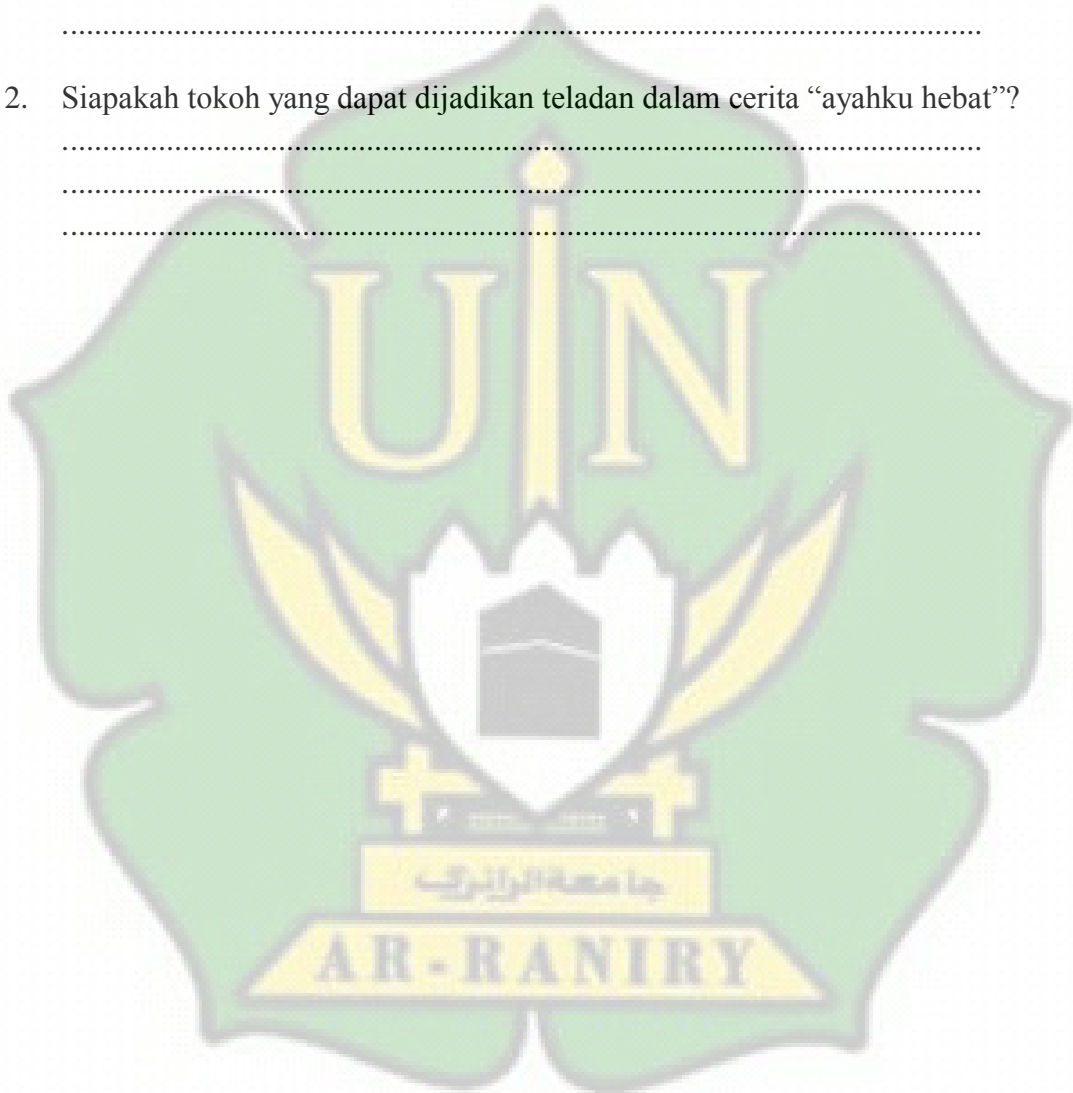 ....................................................................................................................
2. Siapakah tokoh yang dapat dijadikan teladan dalam cerita “ayahku hebat”?
....................................................................................................................
....................................................................................................................
....................................................................................................................
UIN
جامعة الرانري
AR-RANIRY